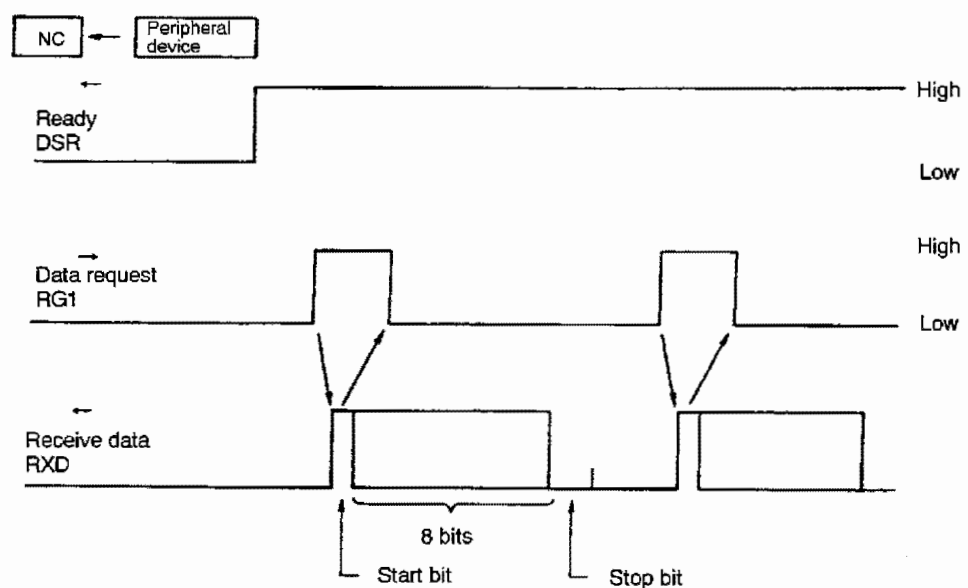 NC
Peripheral
device
Ready
DSR
High
Low
Data request
RG1
High
Low
Receive data
RXD
8 bits
Start bit
Stop bit